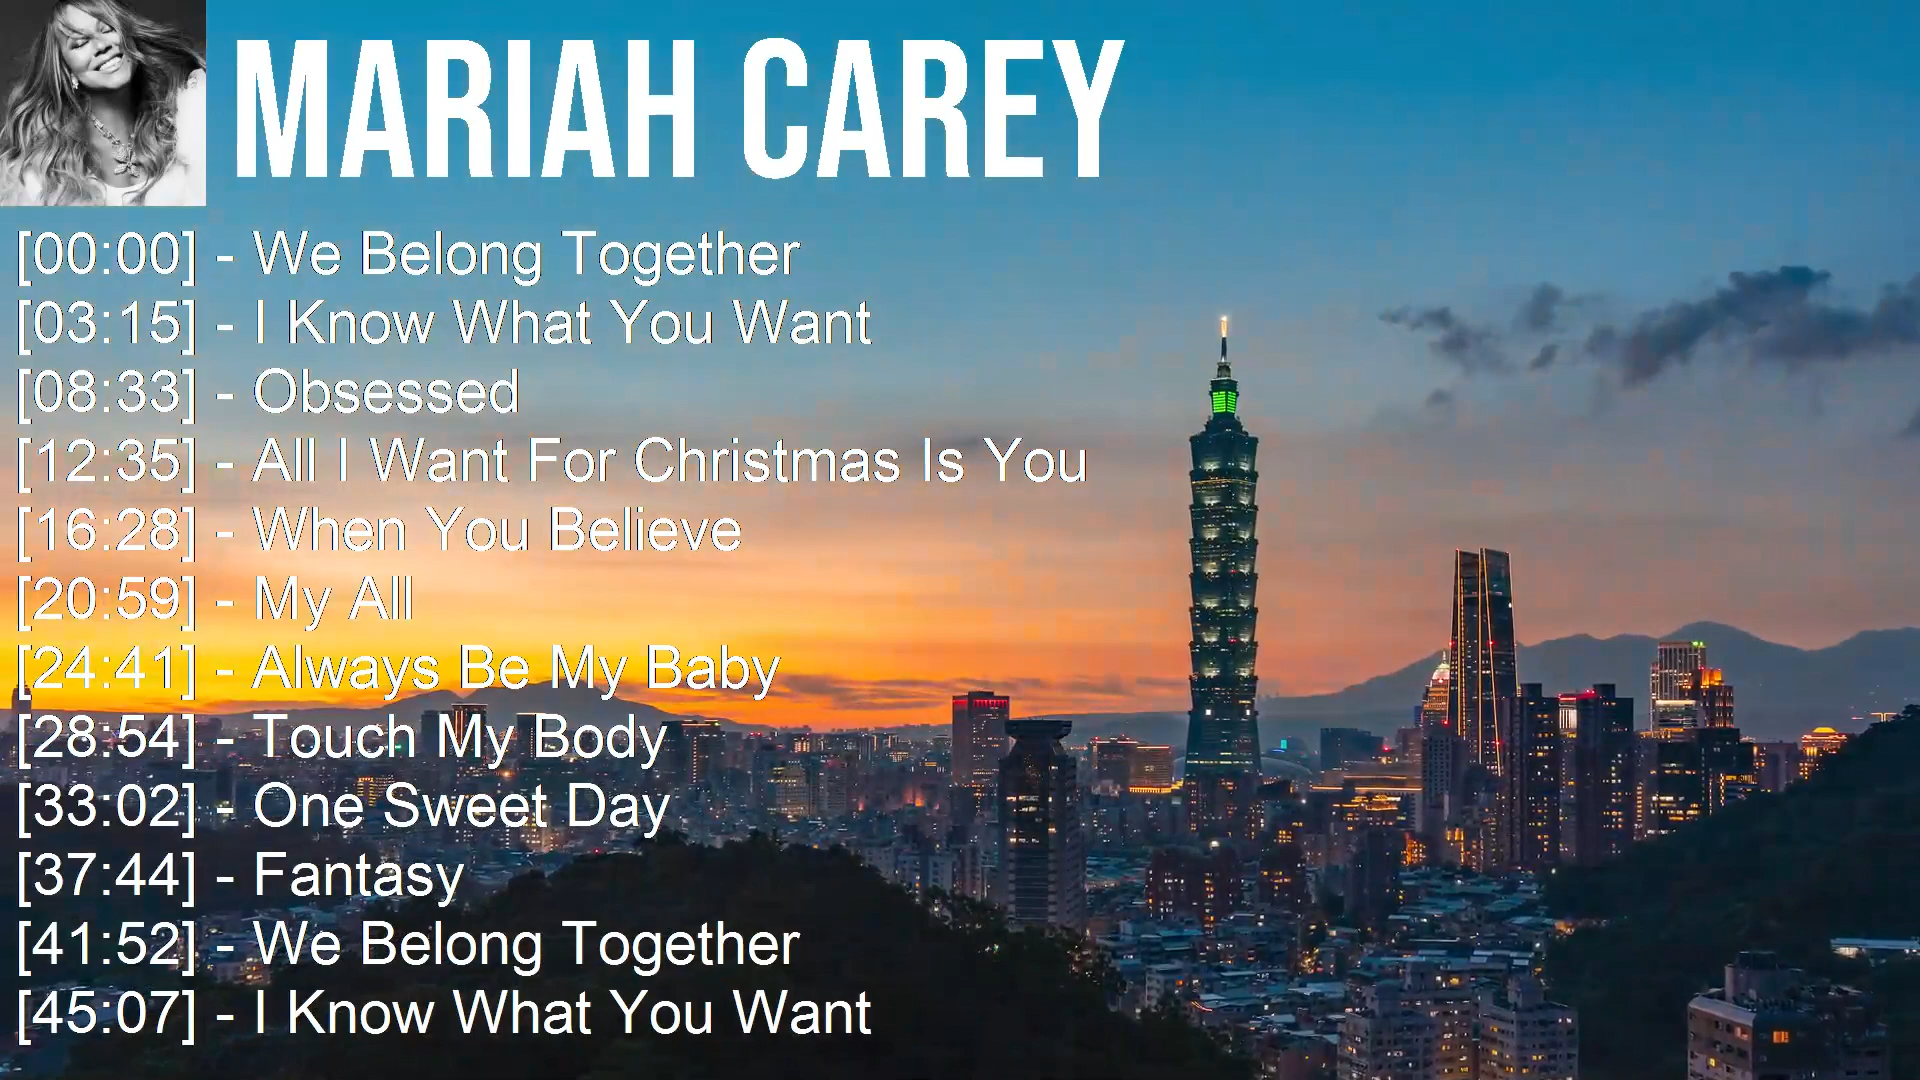 MARIAH CAREY
[00:00] - We Belong Together
[03:15] - I Know What You Want
[08:33] - Obsessed
[12:35] - All I Want For Christmas Is You
[16:28] - When You Believe
[20:59] - My All
[24:41] - Always Be My Baby
[28:54] - Touch My Body
[33:02] - One Sweet Day
[37:44] - Fantasy
[41:52] - We Belong Together
[45:07] - I Know What You Want